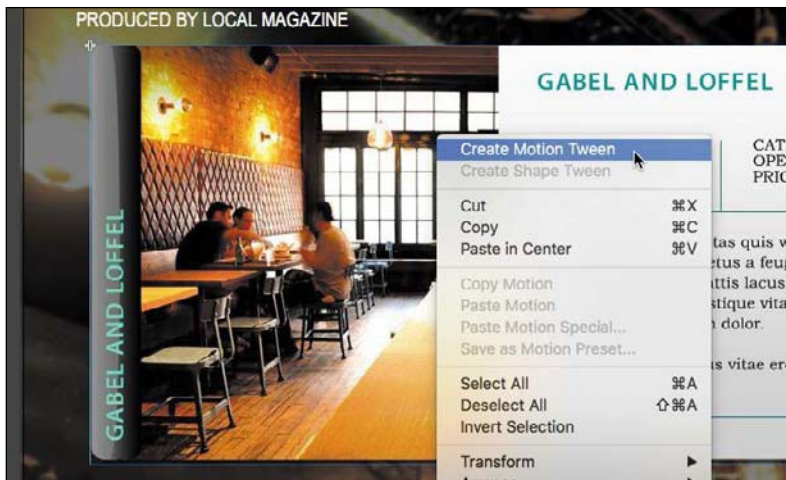 PRODUCED BY LOCAL MAGAZINE
GABEL AND LOFFEL
GABEL AND LOFFEL
CAT
OPE
PRIC
Create Motion Tween
Create Shape Tween
Cut ⌘X
Copy ⌘C
Paste in Center ⌘V
Copy Motion
Paste Motion
Paste Motion Special...
Save as Motion Preset...
Select All ⌘A
Deselect All ⇧⌘A
Invert Selection
Transform
tas quis
etus a feug
attis lacus
stique vita
dolor.
s vitae er